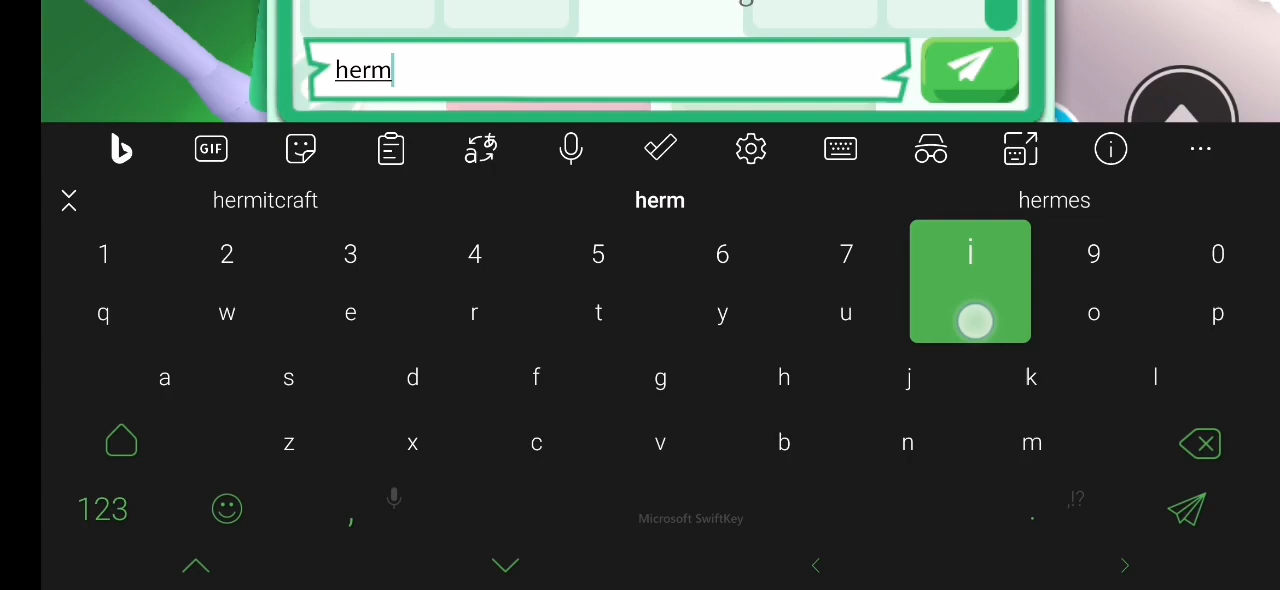 herm
GIF
hermitcraft herm hermes
1 2 3 4 5 6 7 i 9 0
q w e r t y u o p
a s d f g h j k l
z x c v b n m
123 , Microsoft SwiftKey . ,!?